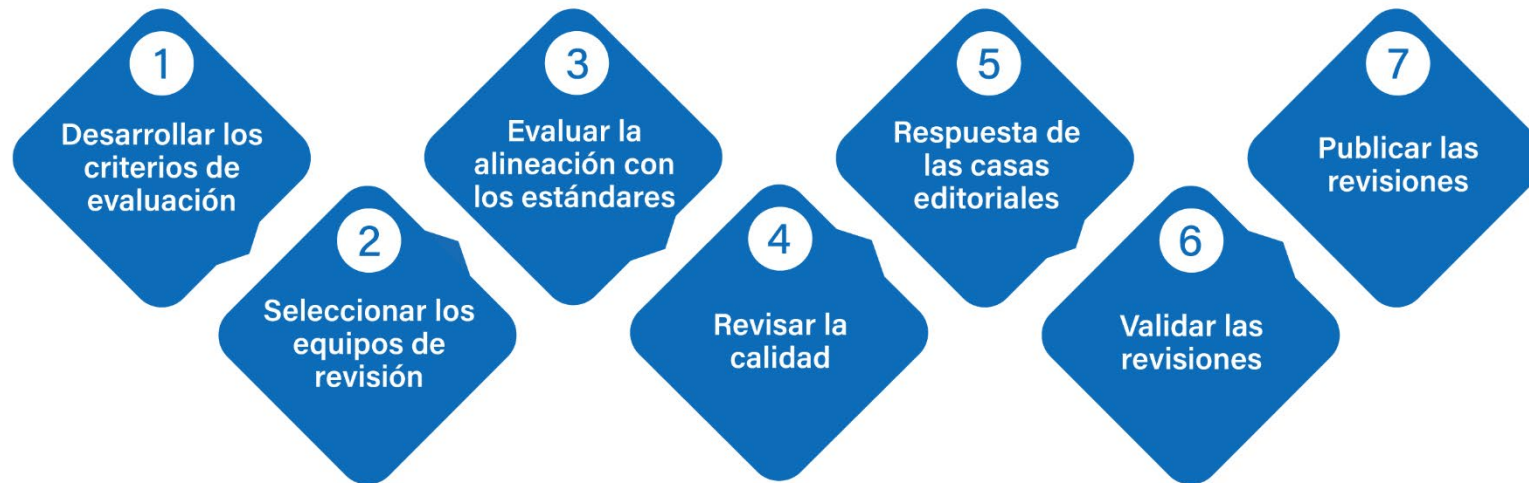 1
Desarrollar los
criterios de
evaluación
2
Seleccionar los
equipos de
revisión
3
Evaluar la
alineación con
los estándares
4
Revisar la
calidad
5
Respuesta de
las casas
editoriales
6
Validar las
revisiones
7
Publicar las
revisiones